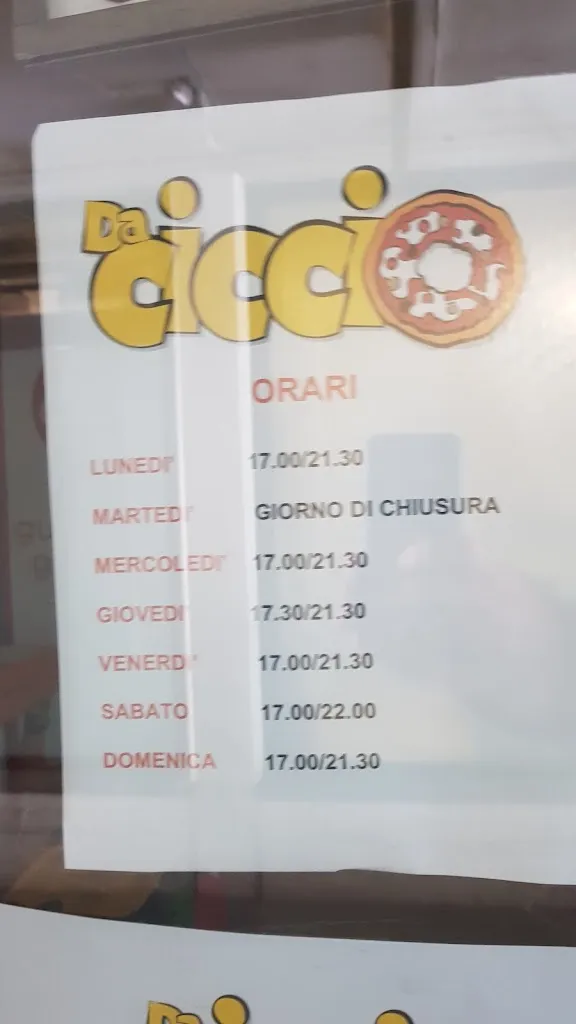 Da Ciccio
ORARI
LUNEDI' 17.00/21.30
MARTEDI' GIORNO DI CHIUSURA
MERCOLEDI' 17.00/21.30
GIOVEDI' 17.30/21.30
VENERDI' 17.00/21.30
SABATO 17.00/22.00
DOMENICA 17.00/21.30
Da